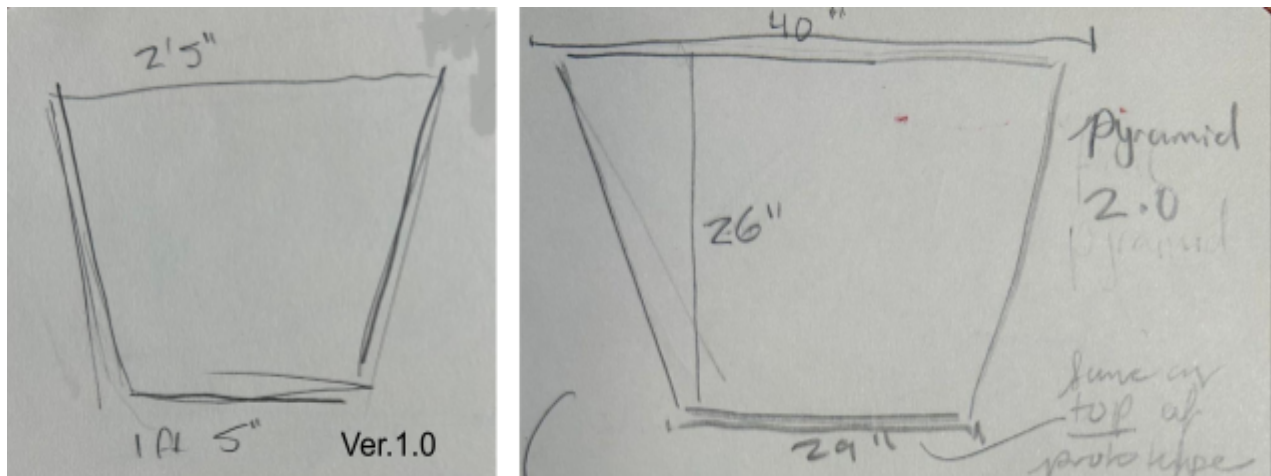 2'5"
1 ft 5"
Ver.1.0
40"
26"
pyramid
2.0
pyramid
29"
Same as
top of
prototype